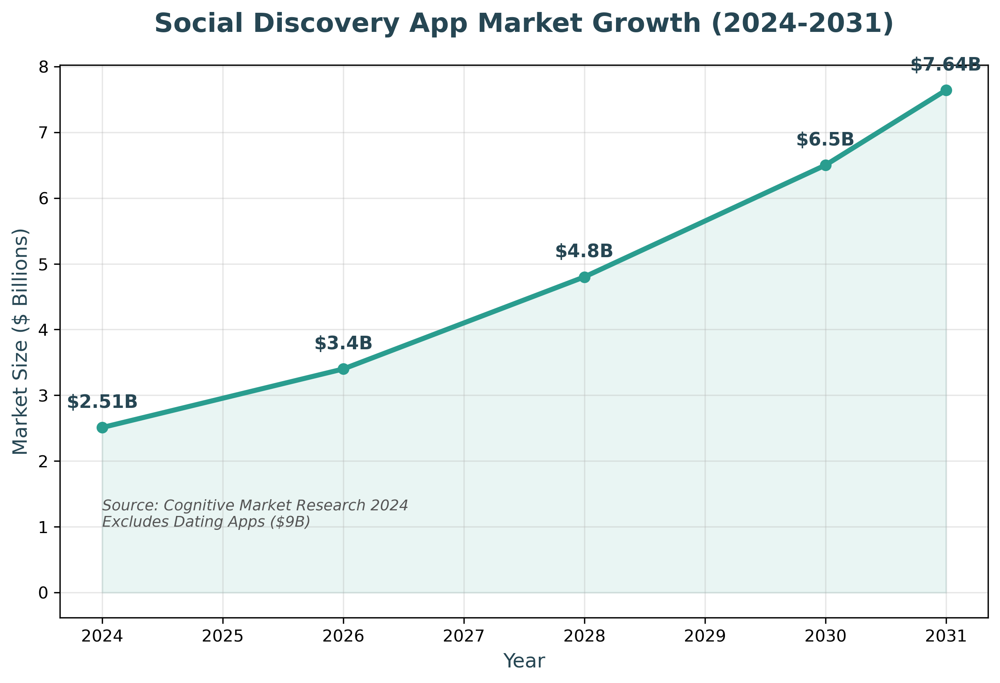 Social Discovery App Market Growth (2024-2031)
8
7
6
5
4
3
2
1
0
Market Size ($ Billions)
$2.51B
$3.4B
$4.8B
$6.5B
$7.64B
Source: Cognitive Market Research 2024
Excludes Dating Apps ($9B)
2024 2025 2026 2027 2028 2029 2030 2031
Year